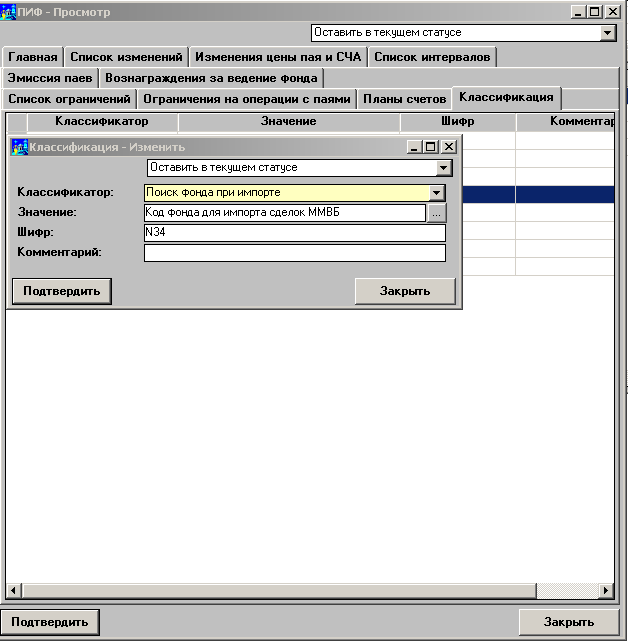 ПИФ - Просмотр
Оставить в текущем статусе
Главная Список изменений Изменения цены пая и СЧА Список интервалов
Эмиссия паев Вознаграждения за ведение фонда
Список ограничений Ограничения на операции с паями Планы счетов Классификация
Классификатор Значение Шифр Комментар
Классификация - Изменить
Оставить в текущем статусе
Классификатор: Поиск фонда при импорте
Значение: Код фонда для импорта сделок ММВБ ...
Шифр: N34
Комментарий:
Подтвердить Закрыть
Подтвердить Закрыть